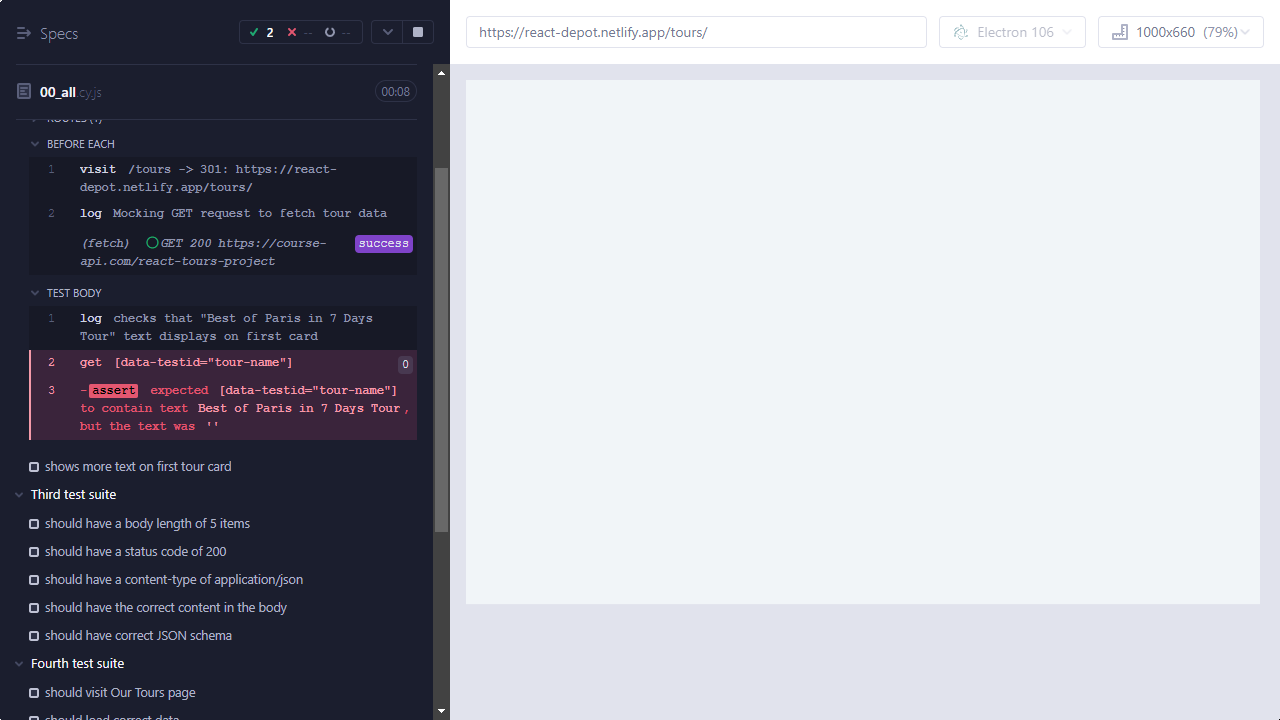 Specs
2
--
--
https://react-depot.netlify.app/tours/
Electron 106
1000x660 (79%)
00_all.cy.js
00:08
ROUTES (1)
BEFORE EACH
1 visit /tours -> 301: https://react-
depot.netlify.app/tours/
2 log Mocking GET request to fetch tour data
(fetch) GET 200 https://course- success
api.com/react-tours-project
TEST BODY
1 log checks that "Best of Paris in 7 Days
Tour" text displays on first card
2 get [data-testid="tour-name"] 0
3 -assert expected [data-testid="tour-name"]
to contain text Best of Paris in 7 Days Tour,
but the text was ''
shows more text on first tour card
Third test suite
should have a body length of 5 items
should have a status code of 200
should have a content-type of application/json
should have the correct content in the body
should have correct JSON schema
Fourth test suite
should visit Our Tours page
should load correct data